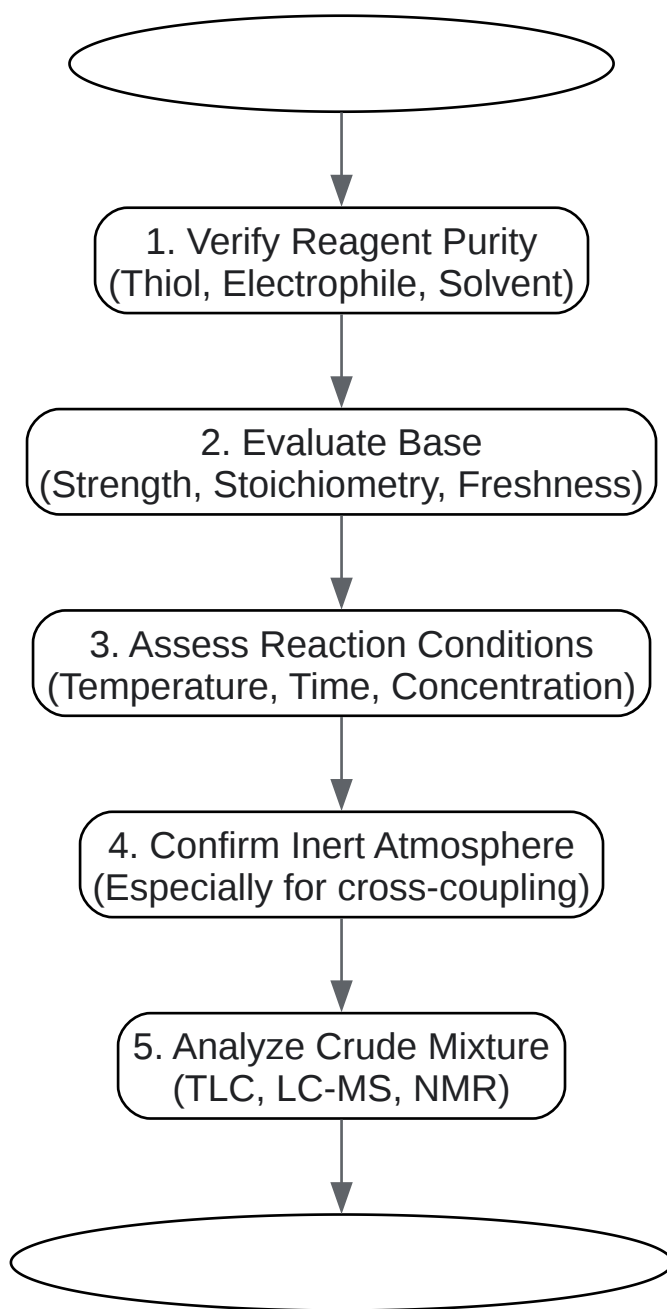 1. Verify Reagent Purity
(Thiol, Electrophile, Solvent)
2. Evaluate Base
(Strength, Stoichiometry, Freshness)
3. Assess Reaction Conditions
(Temperature, Time, Concentration)
4. Confirm Inert Atmosphere
(Especially for cross-coupling)
5. Analyze Crude Mixture
(TLC, LC-MS, NMR)